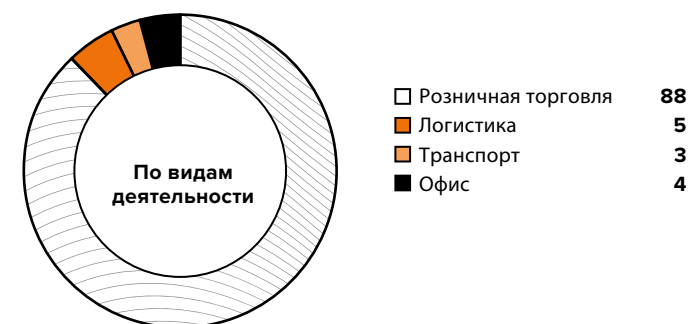 По видам
деятельности
Розничная торговля 88
Логистика 5
Транспорт 3
Офис 4